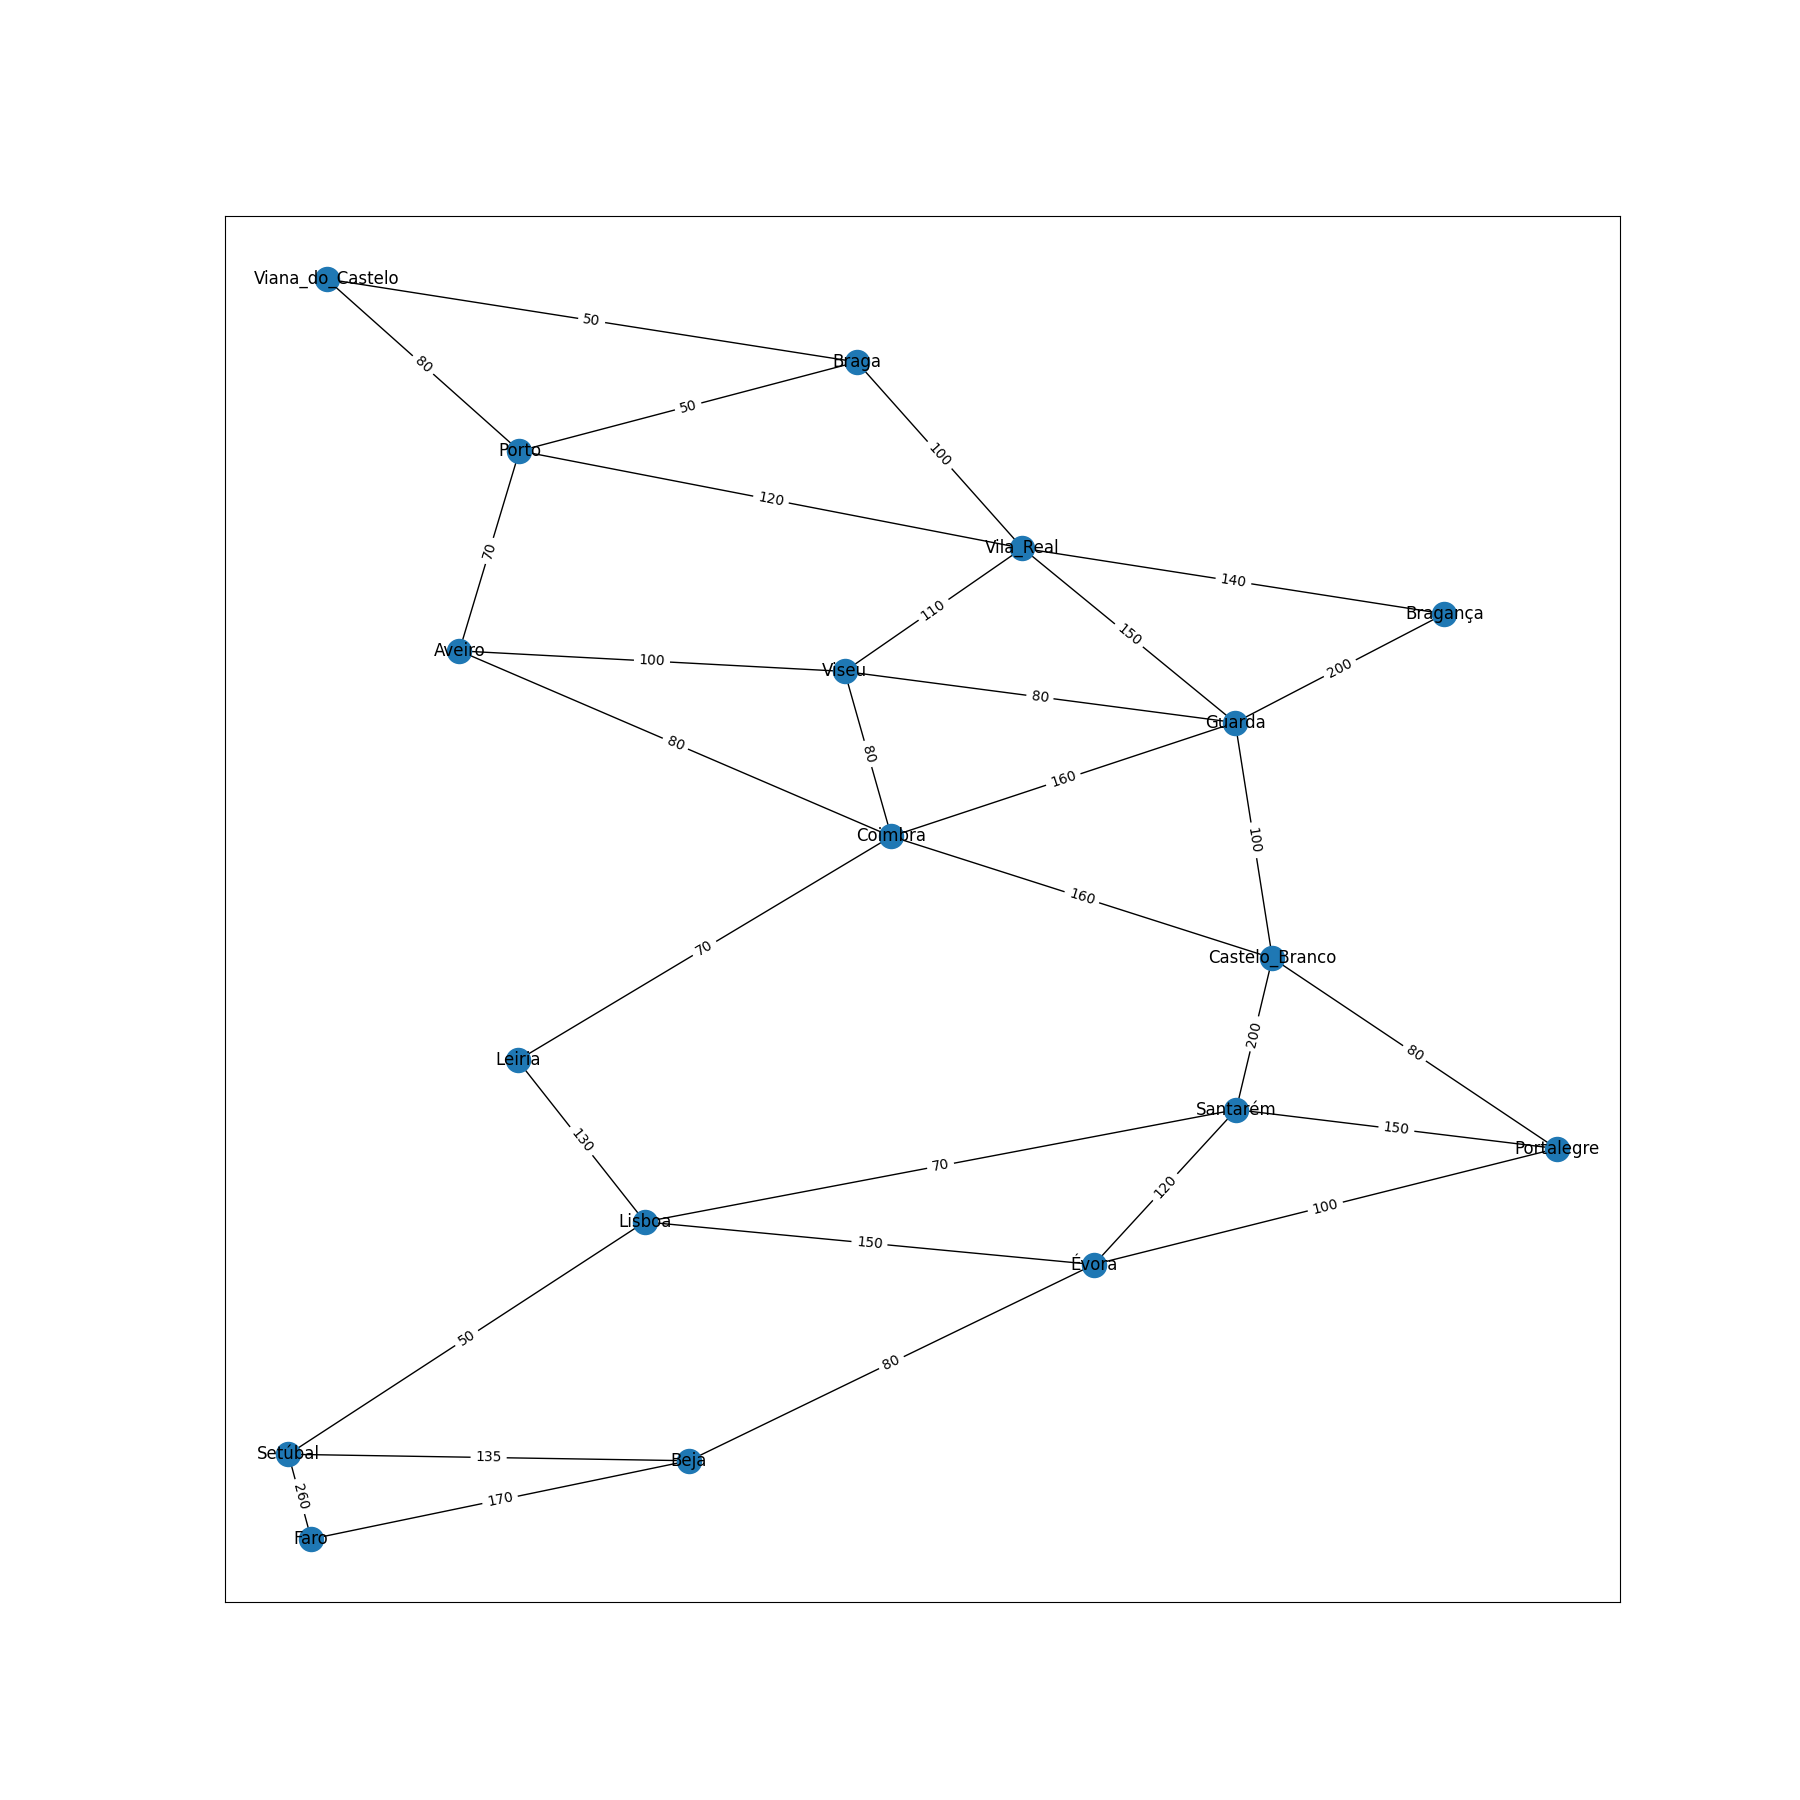 Viana_do_Castelo
50
Braga
80
50
Porto
100
120
70
Vila_Real
140
110
Bragança
150
Aveiro
100
Viseu
200
80
Guarda
80
80
160
Coimbra
100
160
70
Castelo_Branco
200
80
Leiria
Santarém
130
150
Portalegre
70
120
100
Lisboa
150
Évora
50
80
Setúbal
135
Beja
260
170
Faro